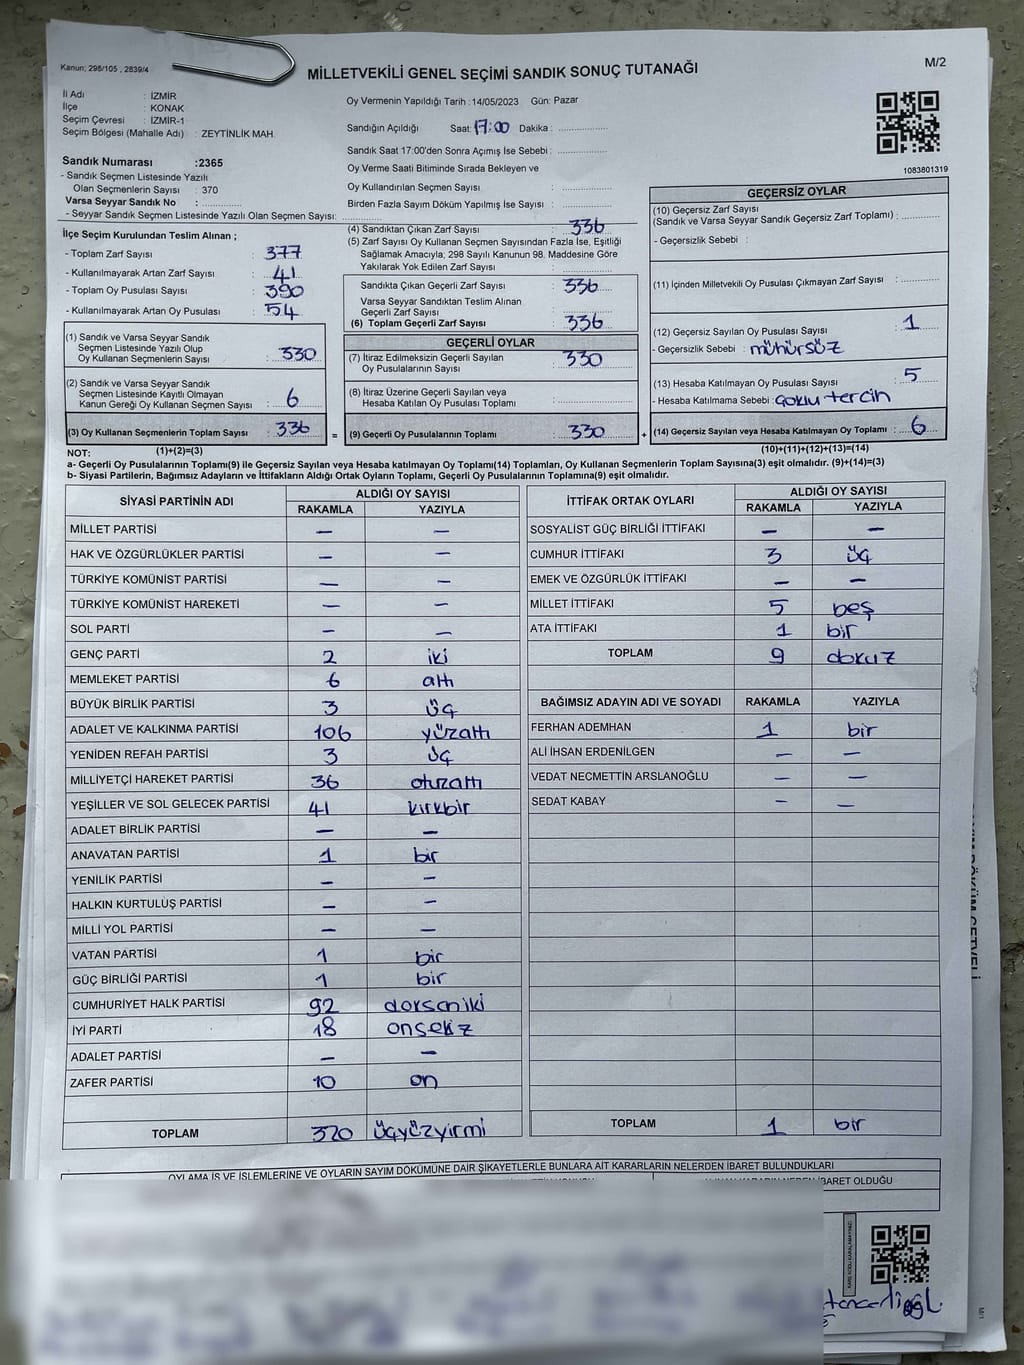 Kanun; 298/105 , 2839/4
MİLLETVEKİLİ GENEL SEÇİMİ SANDIK SONUÇ TUTANAĞI
M/2
İl Adı : İZMİR
İlçe : KONAK
Seçim Çevresi : İZMİR-1
Seçim Bölgesi (Mahalle Adı) : ZEYTİNLİK MAH.
Sandık Numarası :2365
- Sandık Seçmen Listesinde Yazılı
Olan Seçmenlerin Sayısı : 370
Varsa Seyyar Sandık No : ............
- Seyyar Sandık Seçmen Listesinde Yazılı Olan Seçmen Sayısı: ............
Oy Vermenin Yapıldığı Tarih : 14/05/2023 Gün: Pazar
Sandığın Açıldığı Saat: 17:00 Dakika : ............
Sandık Saat 17:00'den Sonra Açımış İse Sebebi : ............
Oy Verme Saati Bitiminde Sırada Bekleyen ve
Oy Kullandırılan Seçmen Sayısı : ............
Birden Fazla Sayım Döküm Yapılmış İse Sayısı : ............
1083801319
İlçe Seçim Kurulundan Teslim Alınan ;
- Toplam Zarf Sayısı : 377
- Kullanılmayarak Artan Zarf Sayısı : 41
- Toplam Oy Pusulası Sayısı : 390
- Kullanılmayarak Artan Oy Pusulası : 54
(1) Sandık ve Varsa Seyyar Sandık
Seçmen Listesinde Yazılı Olup
Oy Kullanan Seçmenlerin Sayısı : 330
(2) Sandık ve Varsa Seyyar Sandık
Seçmen Listesinde Kayıtlı Olmayan
Kanun Gereği Oy Kullanan Seçmen Sayısı : 6
(3) Oy Kullanan Seçmenlerin Toplam Sayısı : 336
(4) Sandıktan Çıkan Zarf Sayısı : 336
(5) Zarf Sayısı Oy Kullanan Seçmen Sayısından Fazla İse, Eşitliği
Sağlamak Amacıyla; 298 Sayılı Kanunun 98. Maddesine Göre
Yakılarak Yok Edilen Zarf Sayısı : ............
Sandıkta Çıkan Geçerli Zarf Sayısı : 336
Varsa Seyyar Sandıktan Teslim Alınan
Geçerli Zarf Sayısı : ............
(6) Toplam Geçerli Zarf Sayısı : 336
GEÇERLİ OYLAR
(7) İtiraz Edilmeksizin Geçerli Sayılan
Oy Pusulalarının Sayısı : 330
(8) İtiraz Üzerine Geçerli Sayılan veya
Hesaba Katılan Oy Pusulası Toplamı : ............
= (9) Geçerli Oy Pusulalarının Toplamı : 330 +
GEÇERSİZ OYLAR
(10) Geçersiz Zarf Sayısı
(Sandık ve Varsa Seyyar Sandık Geçersiz Zarf Toplamı) : ............
- Geçersizlik Sebebi :
(11) İçinden Milletvekili Oy Pusulası Çıkmayan Zarf Sayısı : ............
(12) Geçersiz Sayılan Oy Pusulası Sayısı : 1
- Geçersizlik Sebebi : mühürsüz
(13) Hesaba Katılmayan Oy Pusulası Sayısı : 5
- Hesaba Katılmama Sebebi : çoklu tercih
(14) Geçersiz Sayılan veya Hesaba Katılmayan Oy Toplamı : 6
NOT: (1)+(2)=(3) (10)+(11)+(12)+(13)=(14)
a- Geçerli Oy Pusulalarının Toplamı(9) ile Geçersiz Sayılan veya Hesaba katılmayan Oy Toplamı(14) Toplamları, Oy Kullanan Seçmenlerin Toplam Sayısına(3) eşit olmalıdır. (9)+(14)=(3)
b- Siyasi Partilerin, Bağımsız Adayların ve İttifakların Aldığı Ortak Oyların Toplamı, Geçerli Oy Pusulalarının Toplamına(9) eşit olmalıdır.
SİYASİ PARTİNİN ADI ALDIĞI OY SAYISI
RAKAMLA YAZIYLA
MİLLET PARTİSİ — —
HAK VE ÖZGÜRLÜKLER PARTİSİ — —
TÜRKİYE KOMÜNİST PARTİSİ — —
TÜRKİYE KOMÜNİST HAREKETİ — —
SOL PARTİ — —
GENÇ PARTİ 2 iki
MEMLEKET PARTİSİ 6 altı
BÜYÜK BİRLİK PARTİSİ 3 üç
ADALET VE KALKINMA PARTİSİ 106 yüzaltı
YENİDEN REFAH PARTİSİ 3 üç
MİLLİYETÇİ HAREKET PARTİSİ 36 otuzaltı
YEŞİLLER VE SOL GELECEK PARTİSİ 41 kırkbir
ADALET BİRLİK PARTİSİ — —
ANAVATAN PARTİSİ 1 bir
YENİLİK PARTİSİ — —
HALKIN KURTULUŞ PARTİSİ — —
MİLLİ YOL PARTİSİ — —
VATAN PARTİSİ 1 bir
GÜÇ BİRLİĞİ PARTİSİ 1 bir
CUMHURİYET HALK PARTİSİ 92 doksaniki
İYİ PARTİ 18 onsekiz
ADALET PARTİSİ — —
ZAFER PARTİSİ 10 on
TOPLAM 320 üçyüzyirmi
İTTİFAK ORTAK OYLARI ALDIĞI OY SAYISI
RAKAMLA YAZIYLA
SOSYALİST GÜÇ BİRLİĞİ İTTİFAKI — —
CUMHUR İTTİFAKI 3 üç
EMEK VE ÖZGÜRLÜK İTTİFAKI — —
MİLLET İTTİFAKI 5 beş
ATA İTTİFAKI 1 bir
TOPLAM 9 dokuz
BAĞIMSIZ ADAYIN ADI VE SOYADI RAKAMLA YAZIYLA
FERHAN ADEMHAN 1 bir
ALİ İHSAN ERDENİLGEN — —
VEDAT NECMETTİN ARSLANOĞLU — —
SEDAT KABAY — —
TOPLAM 1 bir
OYLAMA İŞ VE İŞLEMLERİNE VE OYLARIN SAYIM DÖKÜMÜNE DAİR ŞİKAYETLERLE BUNLARA AİT KARARLARIN NELERDEN İBARET BULUNDUKLARI
İBARET OLDUĞU